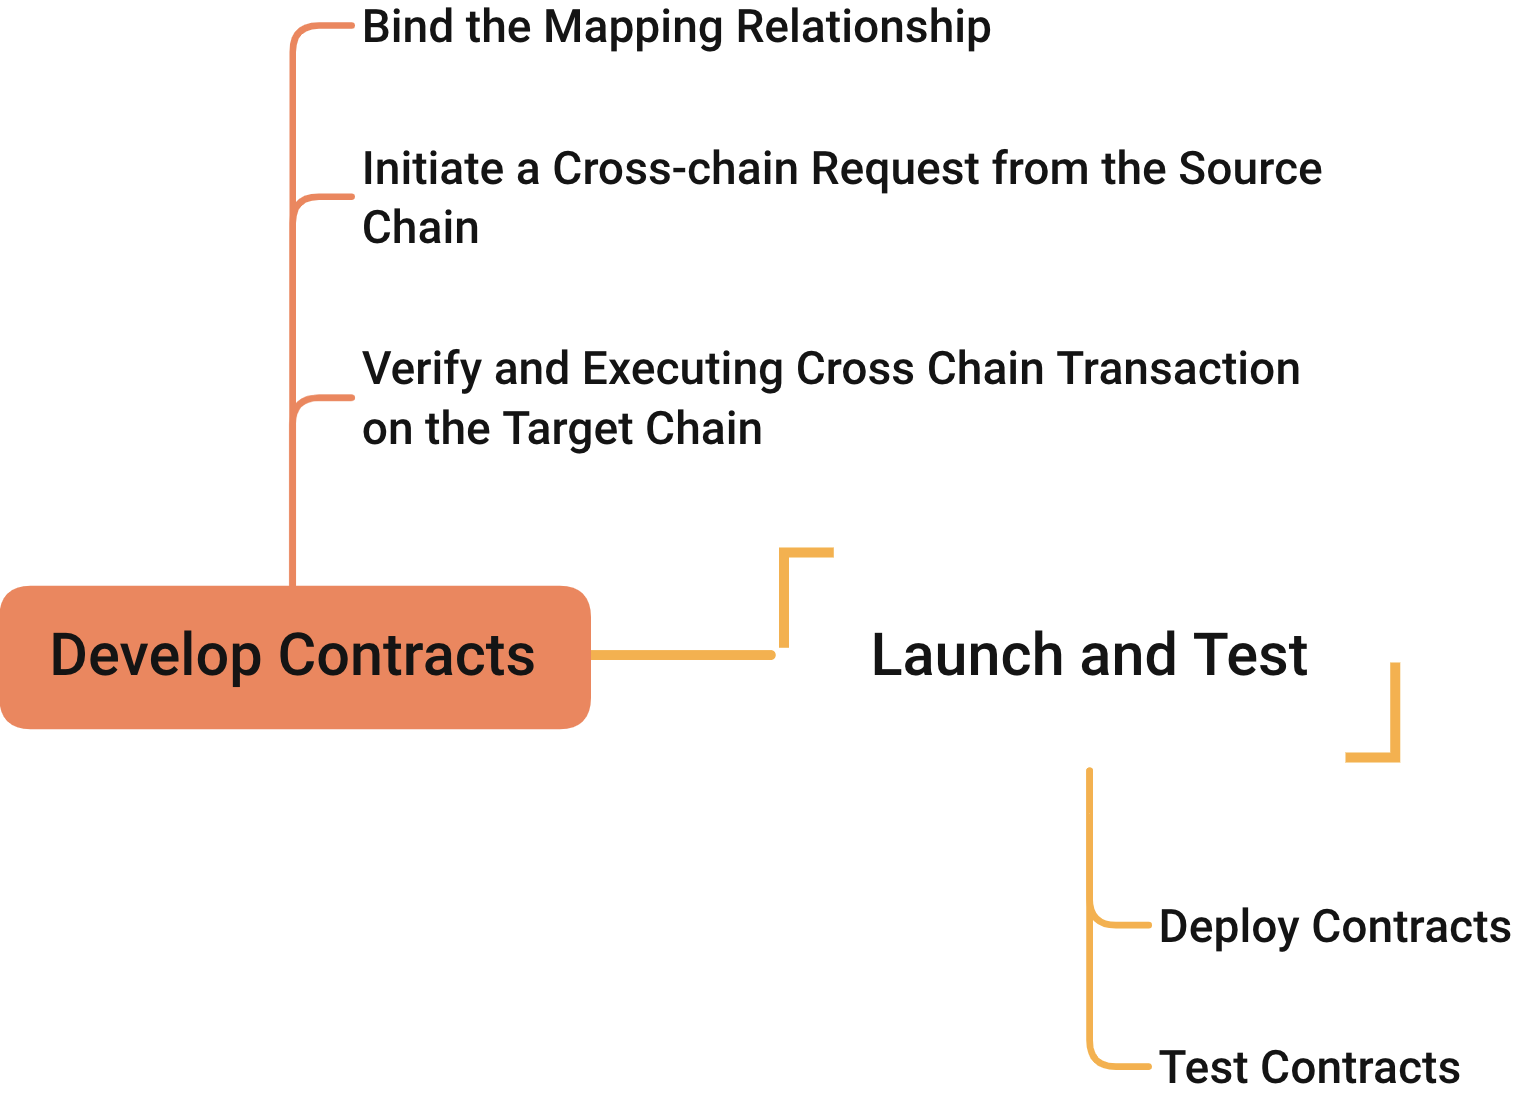 Bind the Mapping Relationship
Initiate a Cross-chain Request from the Source
Chain
Verify and Executing Cross Chain Transaction
on the Target Chain
Develop Contracts
Launch and Test
Deploy Contracts
Test Contracts